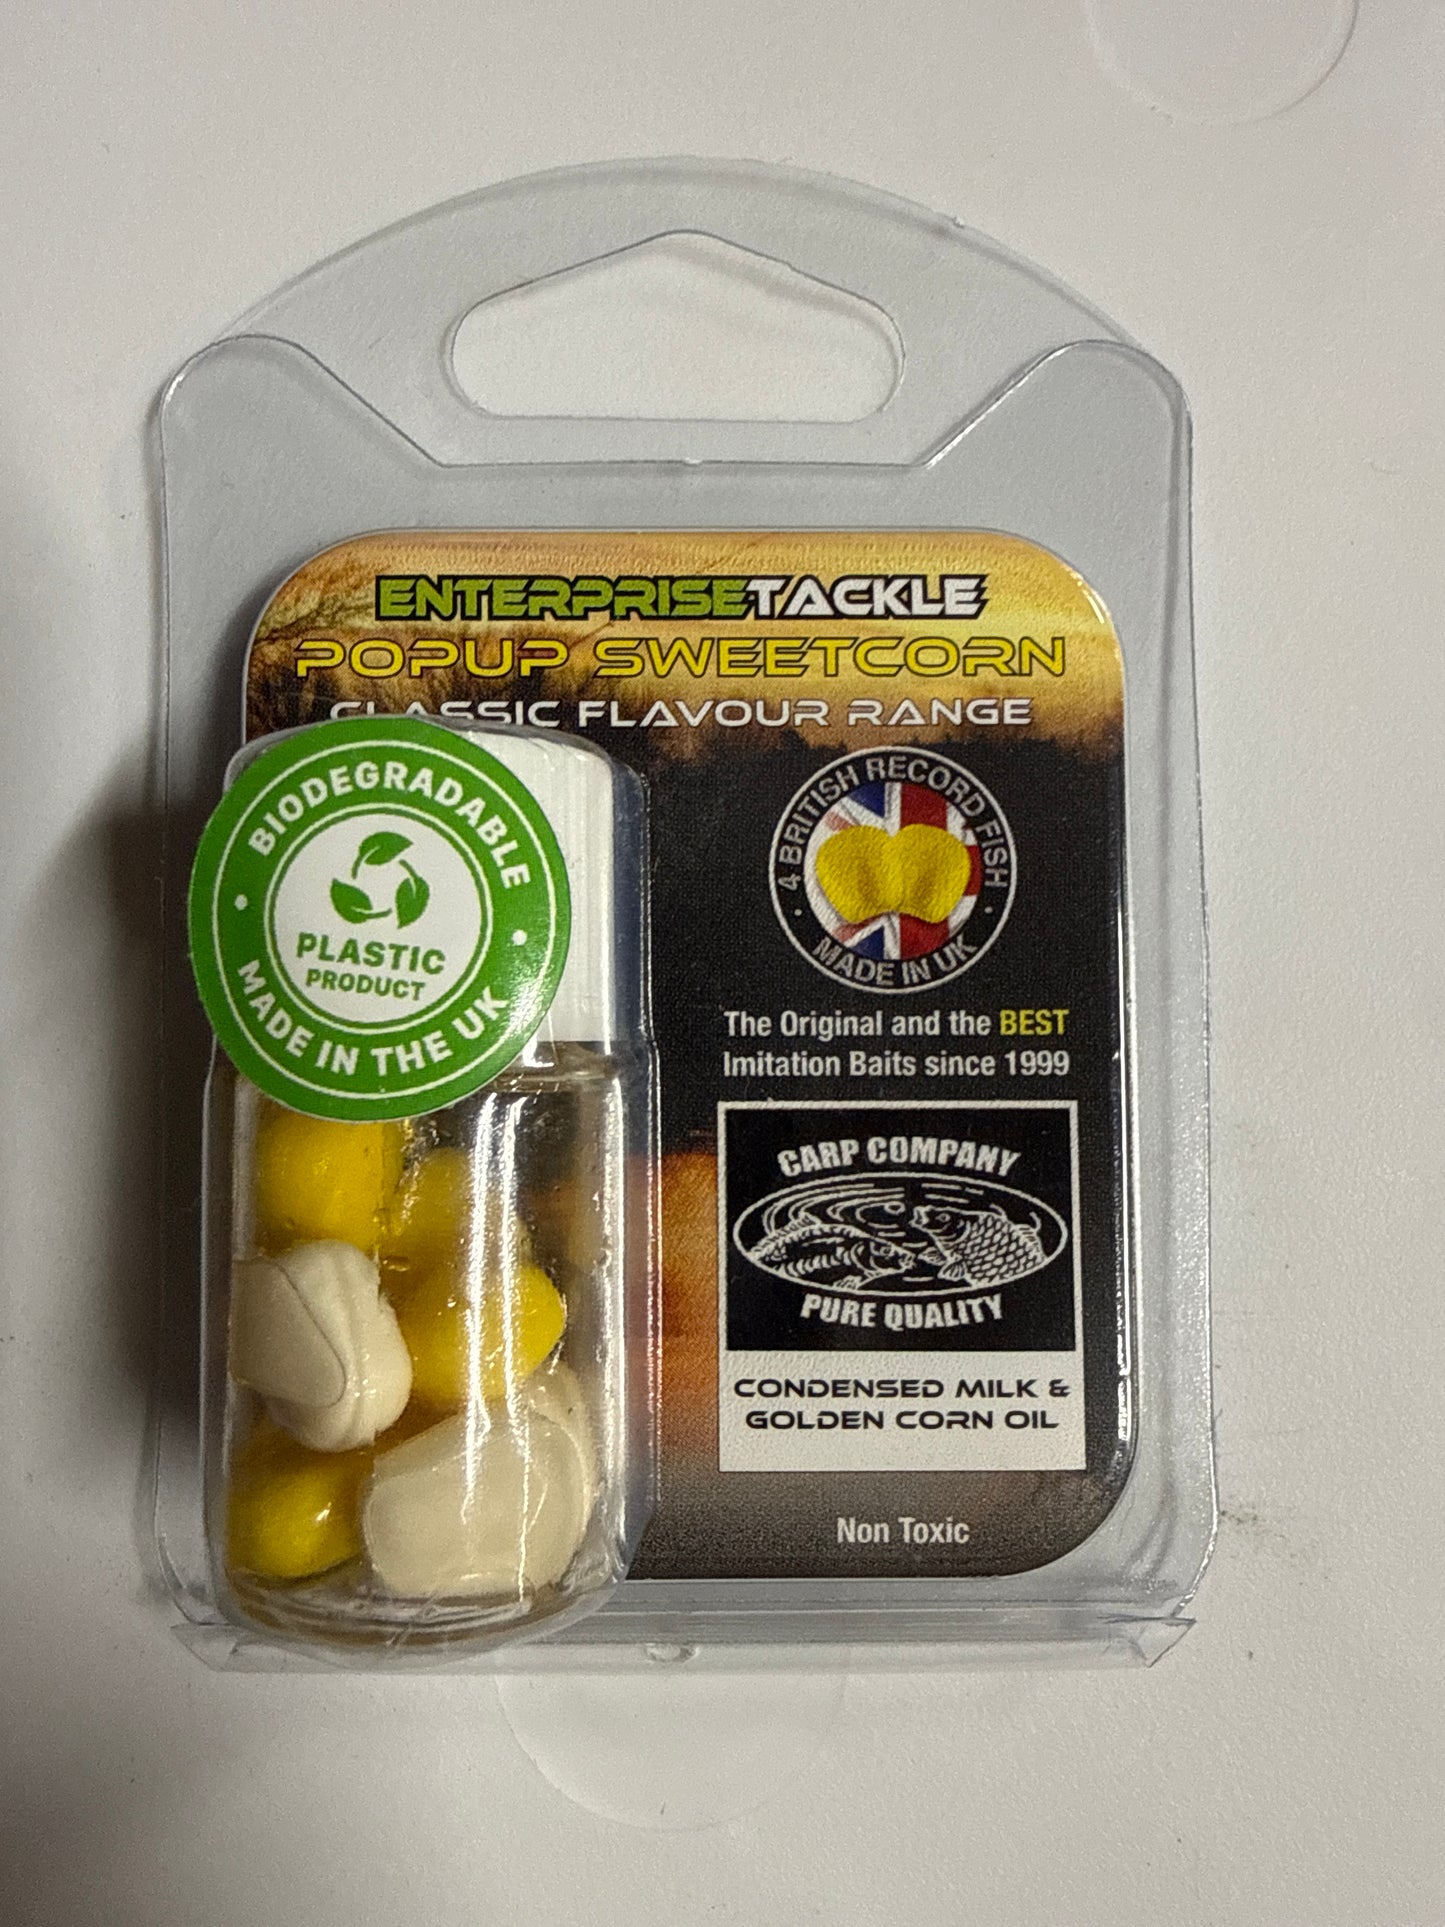 ENTERPRISETACKLE
POPUP SWEETCORN
CLASSIC FLAVOUR RANGE
BIODEGRADABLE
PLASTIC
PRODUCT
MADE IN THE UK
4 BRITISH RECORD FISH
MADE IN UK
The Original and the BEST
Imitation Baits since 1999
CARP COMPANY
PURE QUALITY
CONDENSED MILK &
GOLDEN CORN OIL
Non Toxic